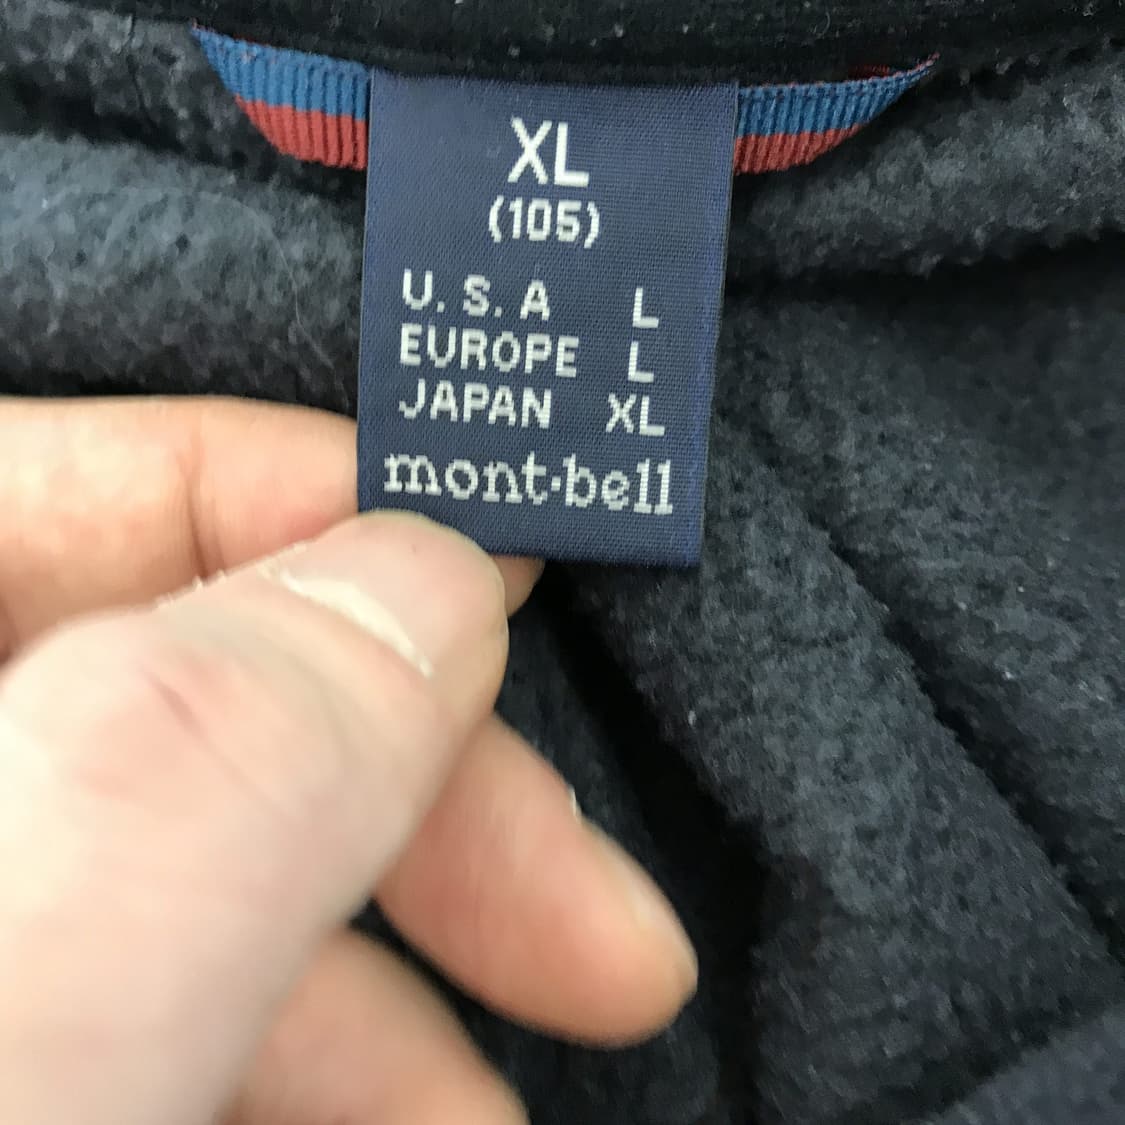 XL
(105)
U.S.A L
EUROPE L
JAPAN XL
mont-bell